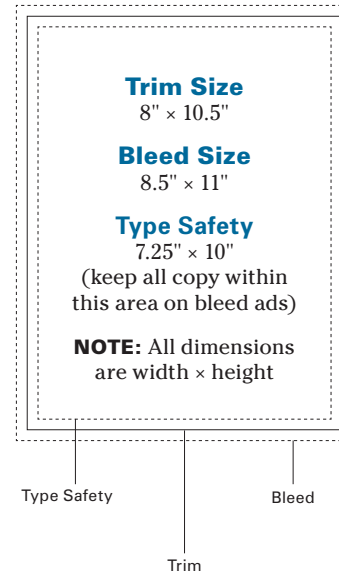 Trim Size
8" × 10.5"
Bleed Size
8.5" × 11"
Type Safety
7.25" × 10"
(keep all copy within
this area on bleed ads)
NOTE: All dimensions
are width × height
Type Safety
Bleed
Trim